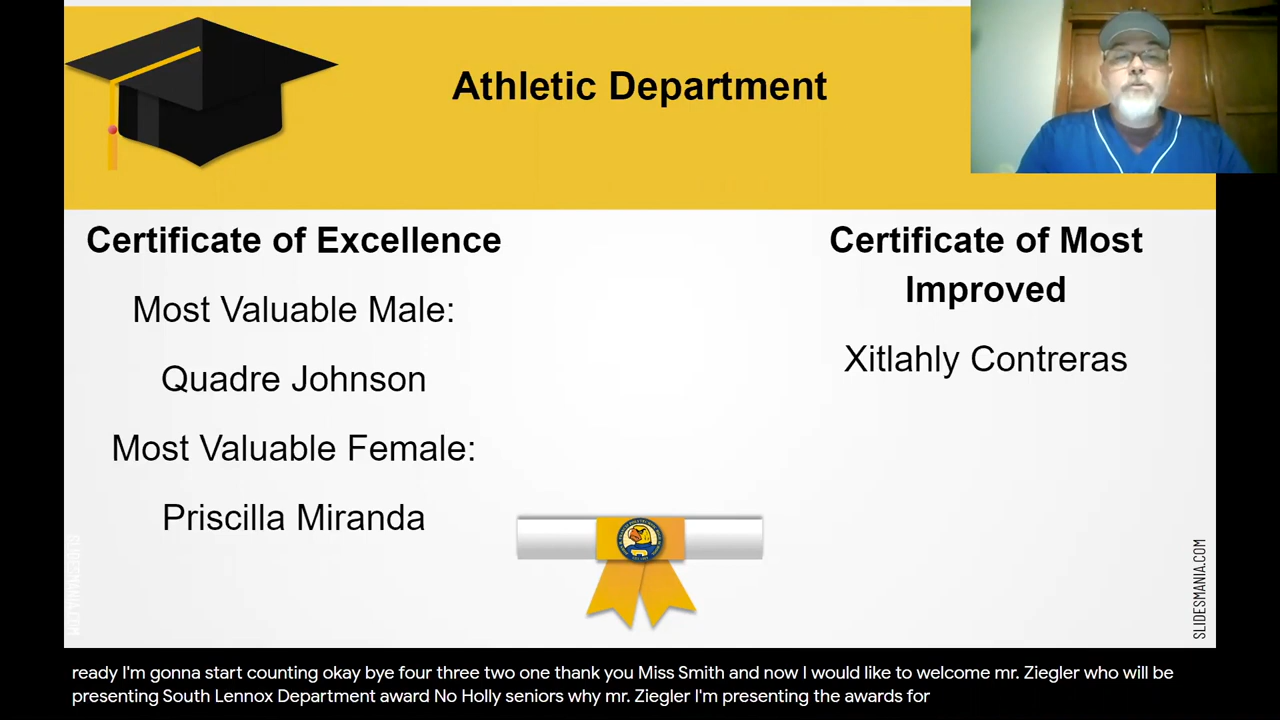 Athletic Department
Certificate of Excellence
Most Valuable Male:
Quadre Johnson
Most Valuable Female:
Priscilla Miranda
Certificate of Most
Improved
Xitlahly Contreras
SLIDESMANIA.COM
SLIDESMANIA.COM
ready I'm gonna start counting okay bye four three two one thank you Miss Smith and now I would like to welcome mr. Ziegler who will be
presenting South Lennox Department award No Holly seniors why mr. Ziegler I'm presenting the awards for